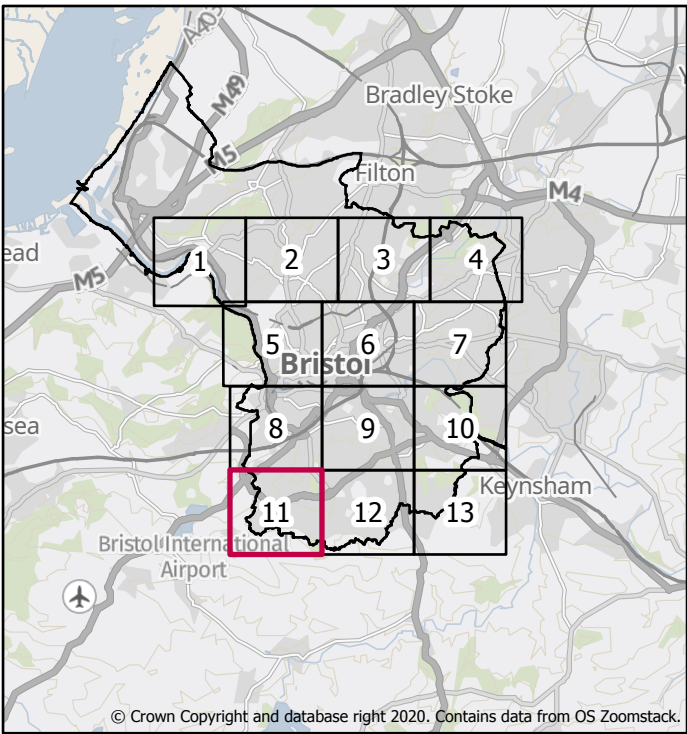 A403
M49
Bradley Stoke
M5
Filton
M4
ead
1
2
3
4
M5
5
6
7
Bristol
sea
8
9
10
Keynsham
11
12
13
Bristol International
Airport
© Crown Copyright and database right 2020. Contains data from OS Zoomstack.